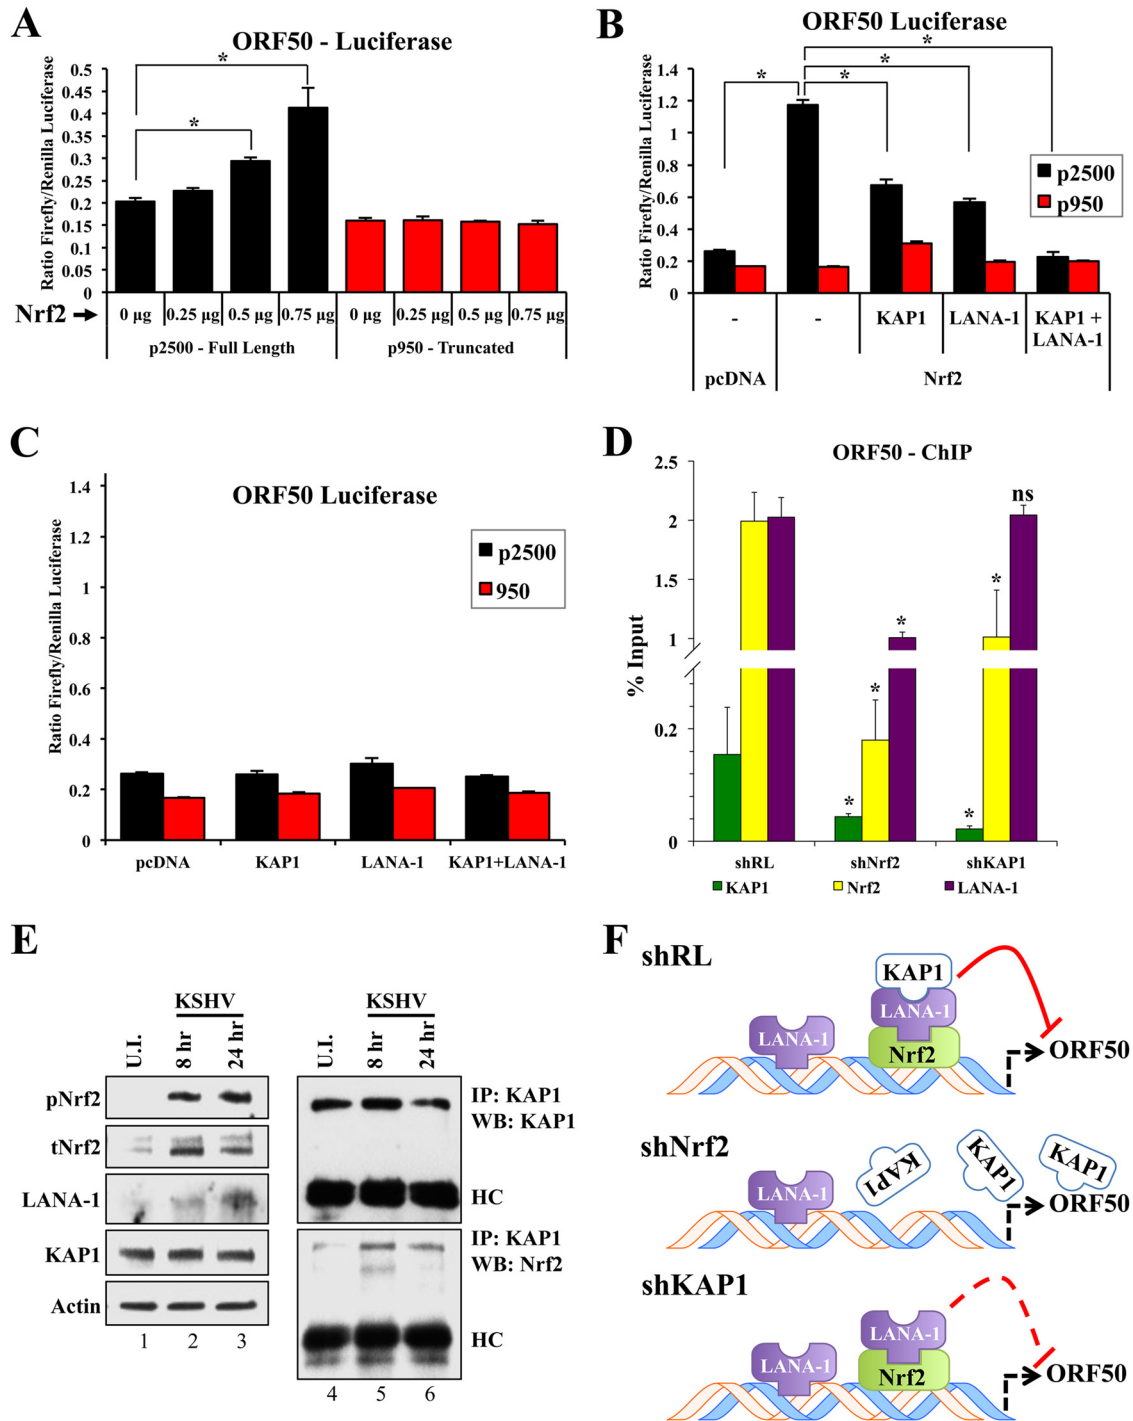 A
ORF50 - Luciferase
Ratio Firefly/Renilla Luciferase
0.5
0.45
0.4
0.35
0.3
0.25
0.2
0.15
0.1
0.05
0
*
*
Nrf2
0 µg
0.25 µg
0.5 µg
0.75 µg
0 µg
0.25 µg
0.5 µg
0.75 µg
p2500 - Full Length
p950 - Truncated
B
ORF50 Luciferase
Ratio Firefly/Renilla Luciferase
1.4
1.2
1
0.8
0.6
0.4
0.2
0
*
*
*
*
p2500
p950
-
-
KAP1
LANA-1
KAP1 +
LANA-1
pcDNA
Nrf2
C
ORF50 Luciferase
Ratio Firefly/Renilla Luciferase
1.4
1.2
1
0.8
0.6
0.4
0.2
0
p2500
950
pcDNA
KAP1
LANA-1
KAP1+LANA-1
D
ORF50 - ChIP
% Input
2.5
2
1.5
1
0.2
0
*
*
*
*
*
ns
shRL
shNrf2
shKAP1
KAP1
Nrf2
LANA-1
E
KSHV
U.I.
8 hr
24 hr
pNrf2
tNrf2
LANA-1
KAP1
Actin
1
2
3
KSHV
U.I.
8 hr
24 hr
IP: KAP1
WB: KAP1
HC
IP: KAP1
WB: Nrf2
HC
4
5
6
F
shRL
KAP1
LANA-1
LANA-1
Nrf2
ORF50
shNrf2
LANA-1
KAP1
KAP1
KAP1
ORF50
shKAP1
LANA-1
LANA-1
Nrf2
ORF50